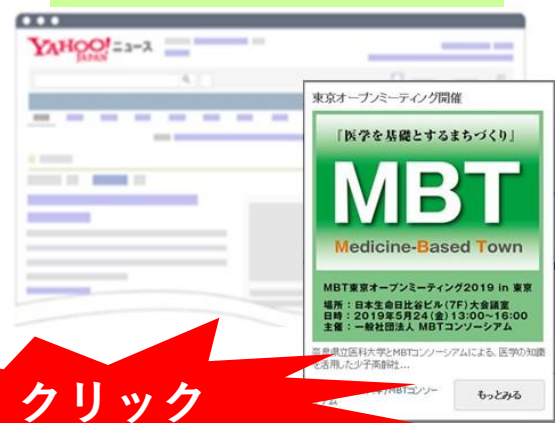 YAHOO! ニュース
JAPAN
東京オープンミーティング開催
「医学を基礎とするまちづくり」
MBT
Medicine-Based Town
MBT東京オープンミーティング2019 in 東京
場所：日本生命日比谷ビル(7F)大会議室
日時：2019年5月24(金)13:00~16:00
主催：一般社団法人 MBTコンソーシアム
県立医科大学とMBTコンソーシアムによる、医学の知識
を活用した少子高齢社...
MBTコンソー
もっとみる
クリック